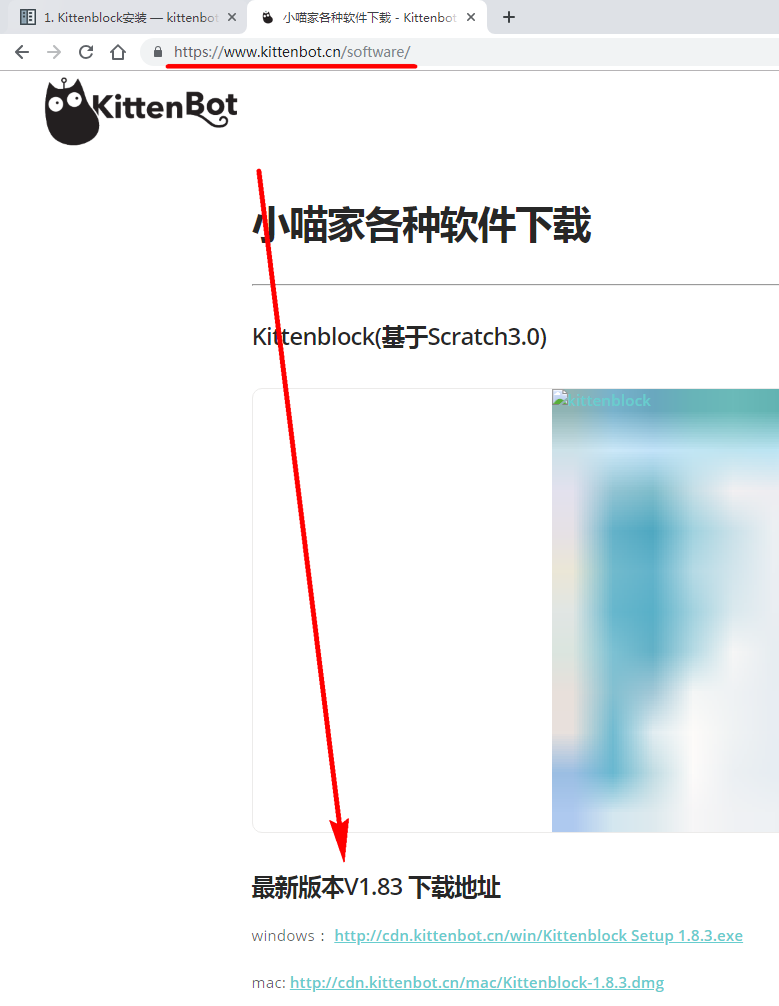 1. Kittenblock安装 — kittenbot
小喵家各种软件下载 - Kittenbot
https://www.kittenbot.cn/software/
KittenBot
小喵家各种软件下载
Kittenblock(基于Scratch3.0)
Kittenblock
最新版本V1.83 下载地址
windows： http://cdn.kittenbot.cn/win/Kittenblock Setup 1.8.3.exe
mac: http://cdn.kittenbot.cn/mac/Kittenblock-1.8.3.dmg